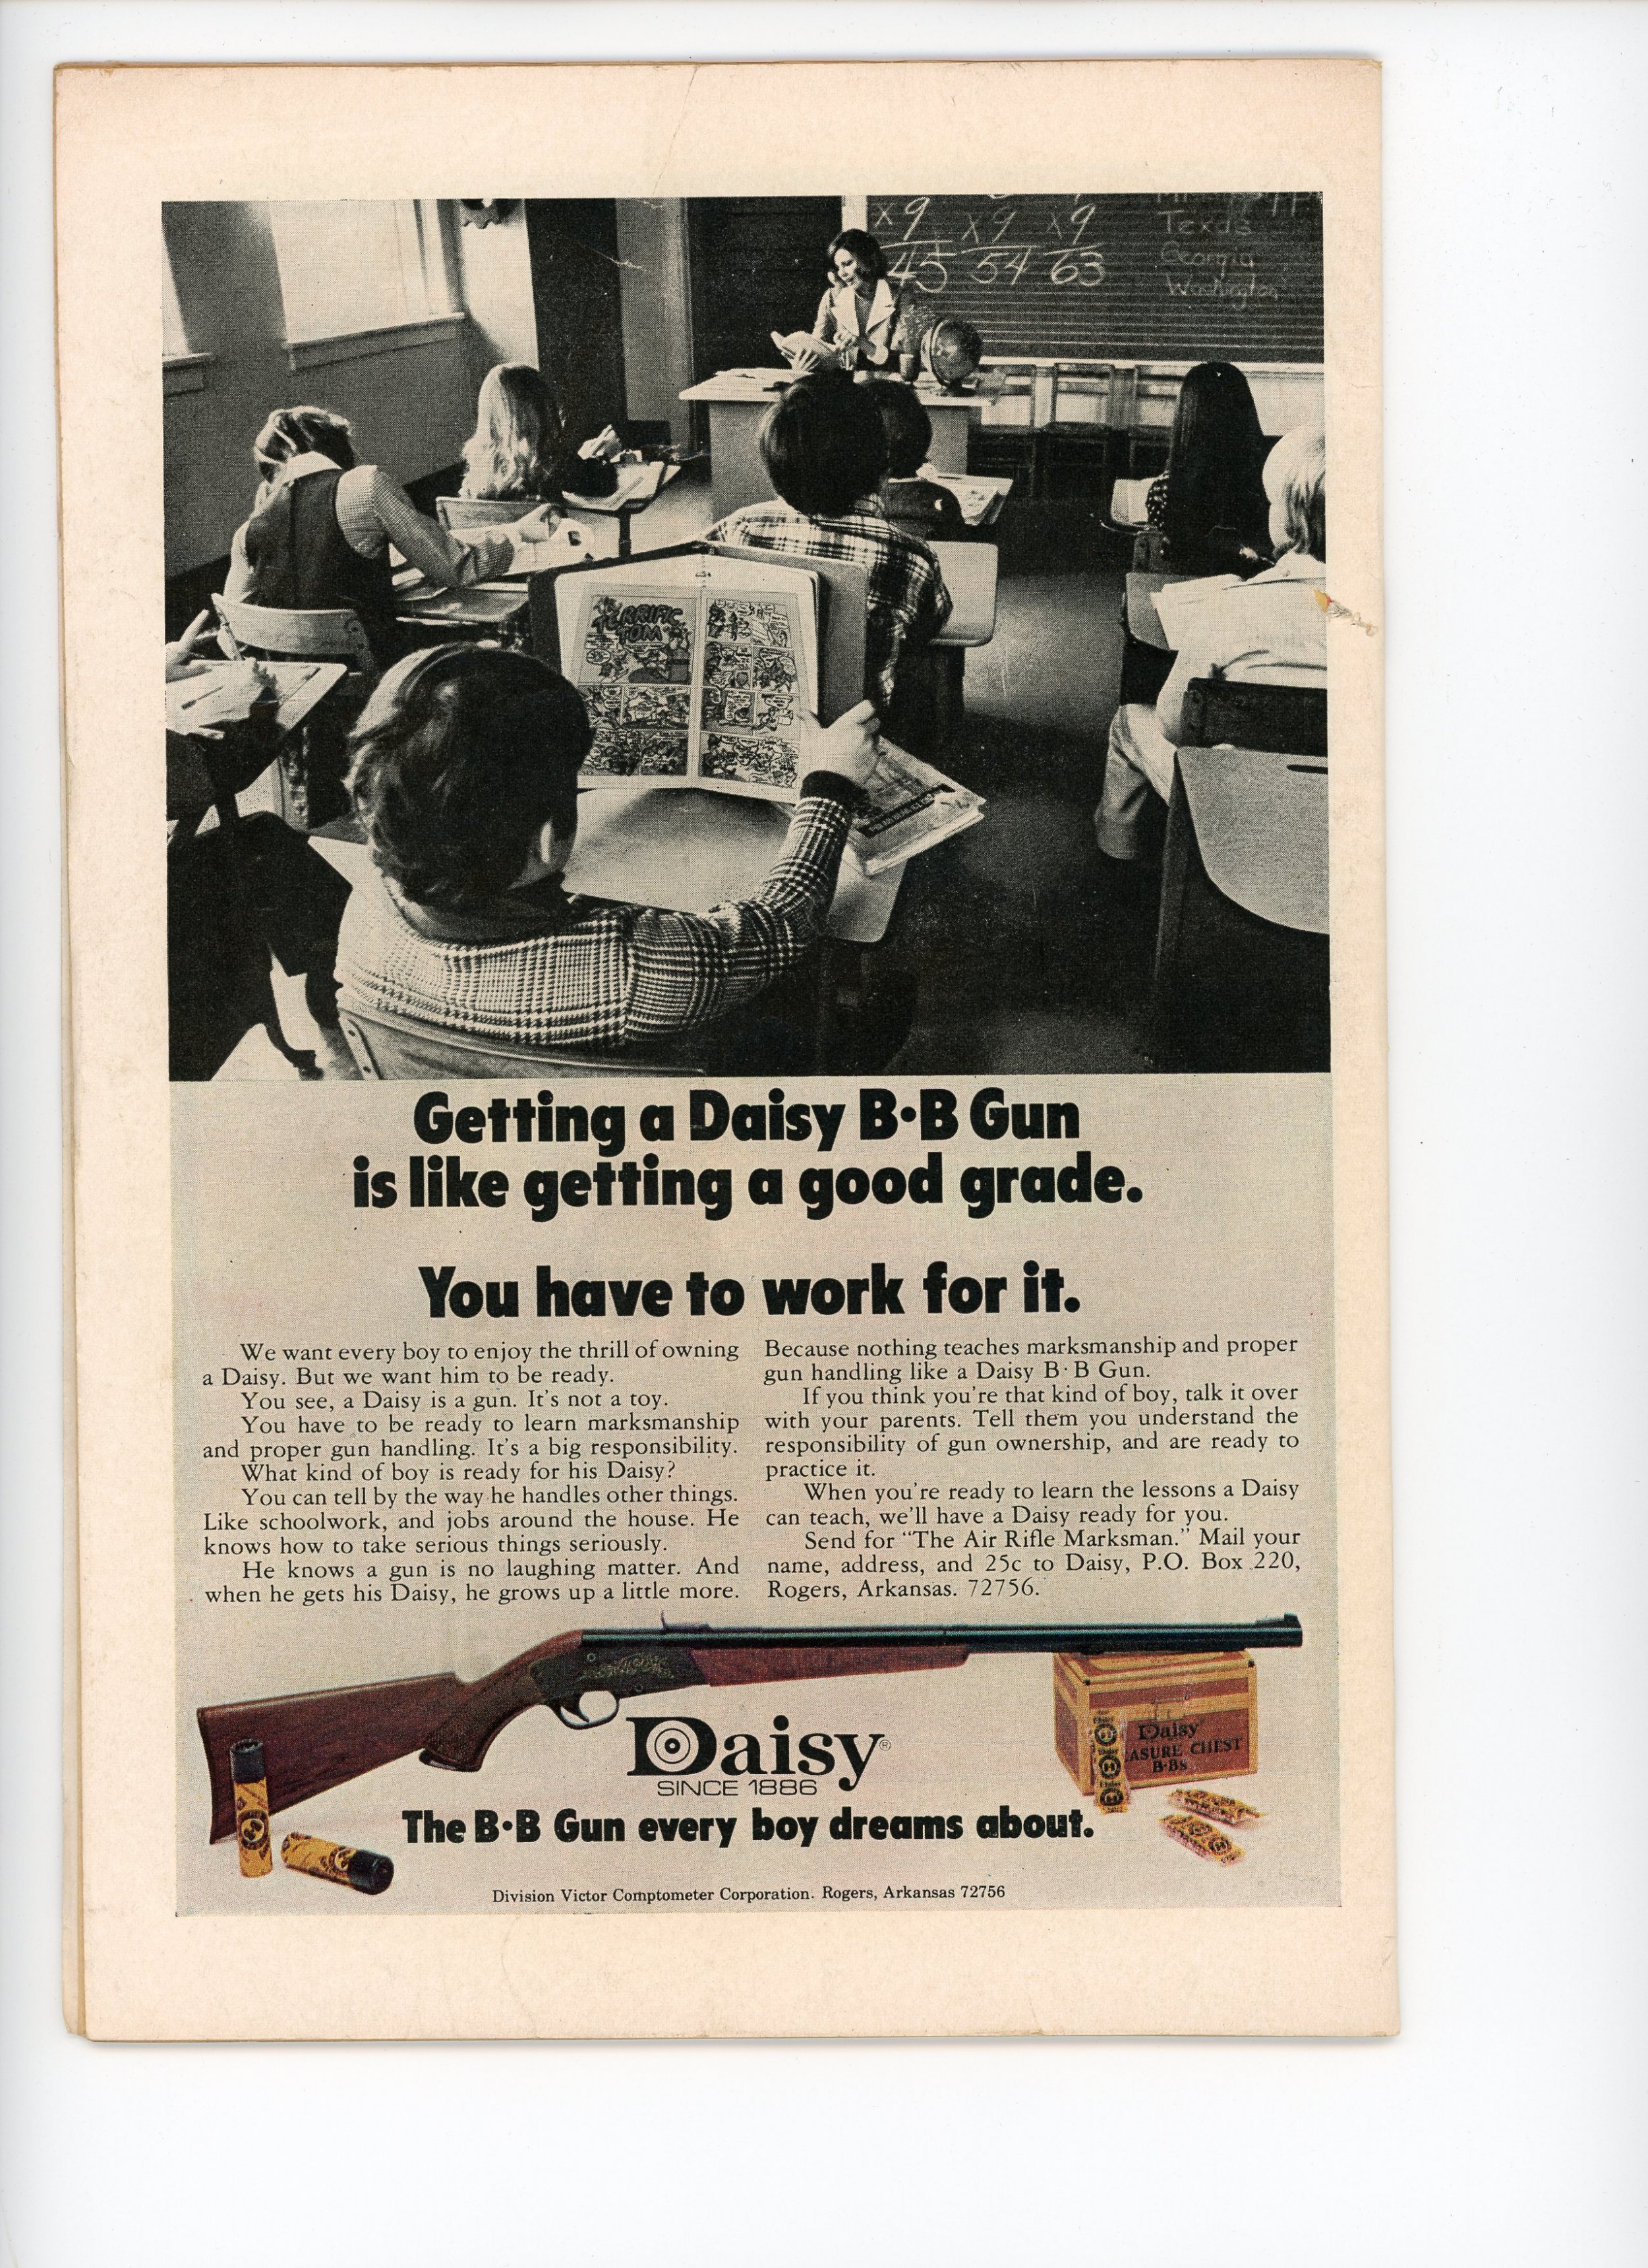 x9 x9 x9
45 54 63
Texas
Georgia
Washington
TERRIFIC
TOM
Getting a Daisy B·B Gun
is like getting a good grade.
You have to work for it.
We want every boy to enjoy the thrill of owning
a Daisy. But we want him to be ready.
You see, a Daisy is a gun. It's not a toy.
You have to be ready to learn marksmanship
and proper gun handling. It's a big responsibility.
What kind of boy is ready for his Daisy?
You can tell by the way he handles other things.
Like schoolwork, and jobs around the house. He
knows how to take serious things seriously.
He knows a gun is no laughing matter. And
when he gets his Daisy, he grows up a little more.
Because nothing teaches marksmanship and proper
gun handling like a Daisy B·B Gun.
If you think you're that kind of boy, talk it over
with your parents. Tell them you understand the
responsibility of gun ownership, and are ready to
practice it.
When you're ready to learn the lessons a Daisy
can teach, we'll have a Daisy ready for you.
Send for "The Air Rifle Marksman." Mail your
name, address, and 25c to Daisy, P.O. Box 220,
Rogers, Arkansas. 72756.
Daisy®
SINCE 1886
Daisy
ASURE CHEST
B·Bs
The B·B Gun every boy dreams about.
Division Victor Comptometer Corporation. Rogers, Arkansas 72756